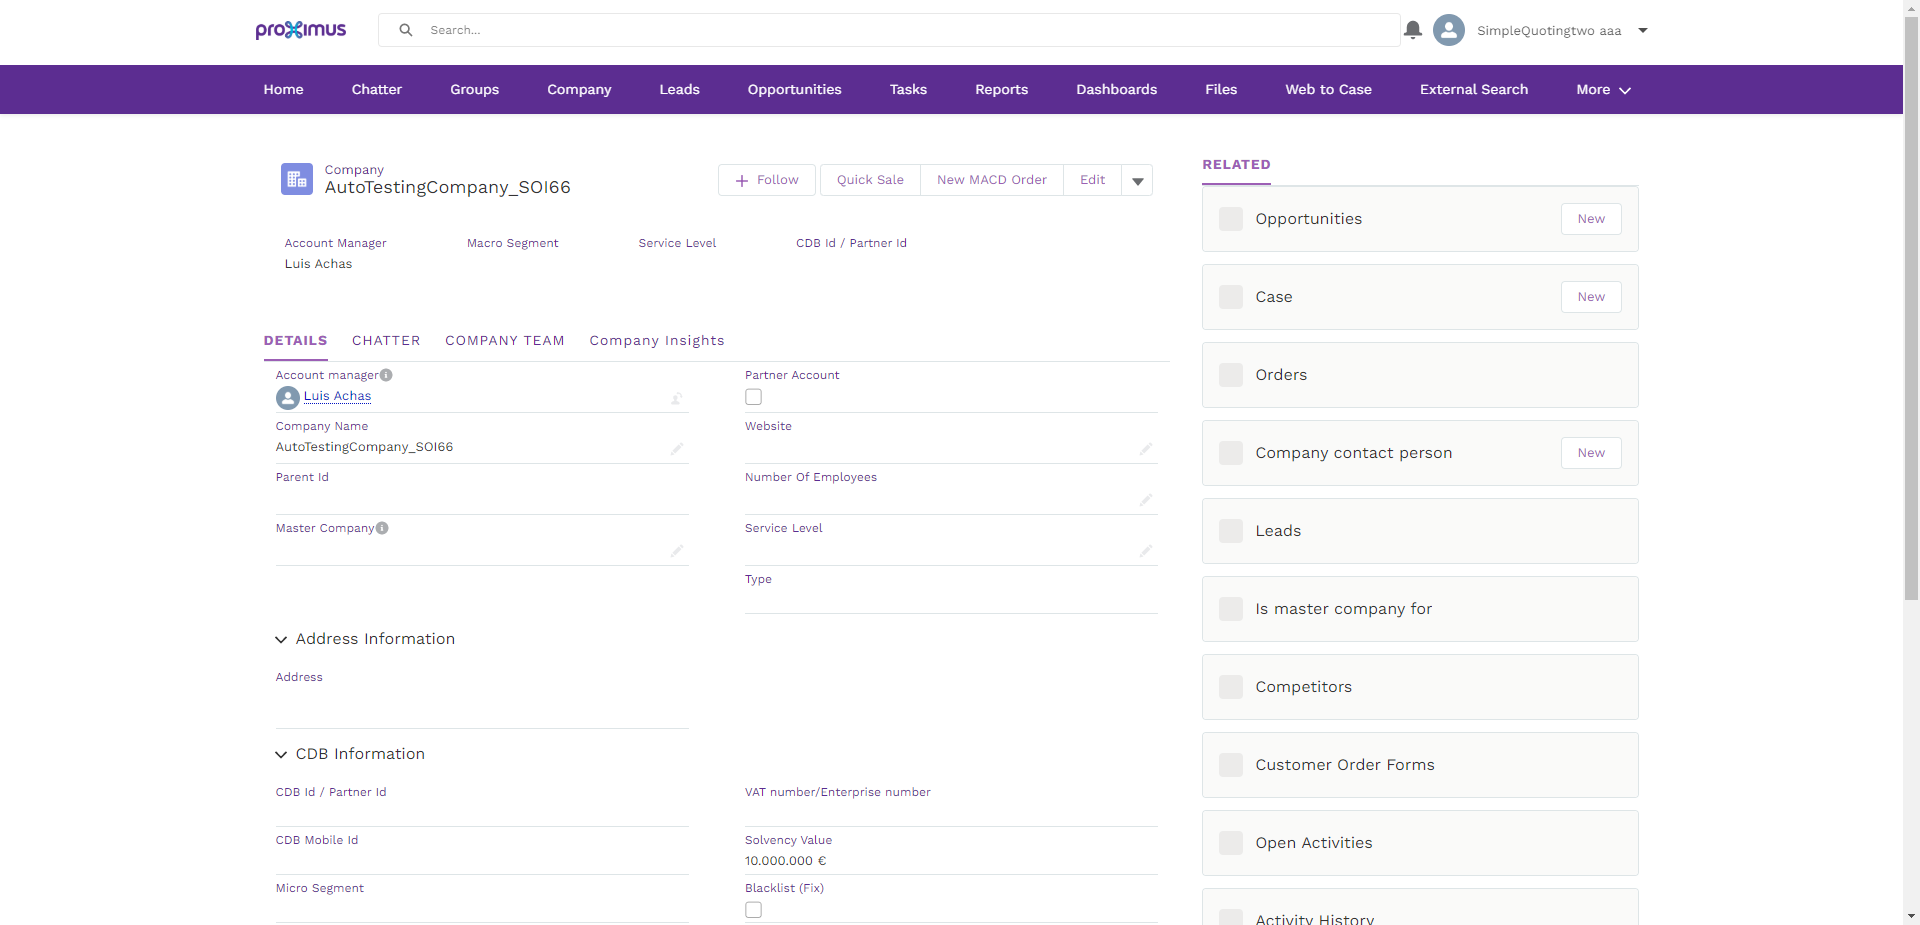 proximus
Search...
SimpleQuotingtwo aaa
Home Chatter Groups Company Leads Opportunities Tasks Reports Dashboards Files Web to Case External Search More
Company
AutoTestingCompany_SOI66
Follow Quick Sale New MACD Order Edit
Account Manager Macro Segment Service Level CDB Id / Partner Id
Luis Achas
DETAILS CHATTER COMPANY TEAM Company Insights
Account manager Partner Account
Luis Achas
Company Name Website
AutoTestingCompany_SOI66
Parent Id Number Of Employees
Master Company Service Level
Type
Address Information
Address
CDB Information
CDB Id / Partner Id VAT number/Enterprise number
CDB Mobile Id Solvency Value
10.000.000 €
Micro Segment Blacklist (Fix)
RELATED
Opportunities New
Case New
Orders
Company contact person New
Leads
Is master company for
Competitors
Customer Order Forms
Open Activities
Activity History